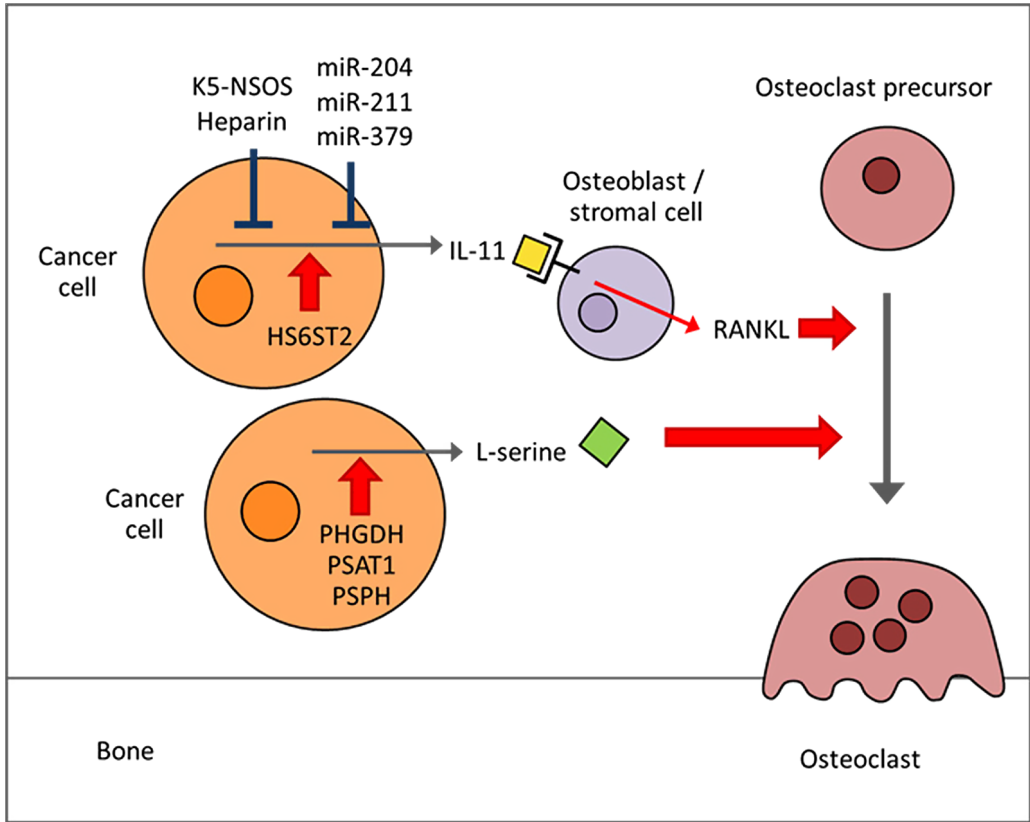 K5-NSOS
Heparin
miR-204
miR-211
miR-379
Osteoclast precursor
Osteoblast /
stromal cell
Cancer
cell
IL-11
HS6ST2
RANKL
L-serine
Cancer
cell
PHGDH
PSAT1
PSPH
Bone
Osteoclast